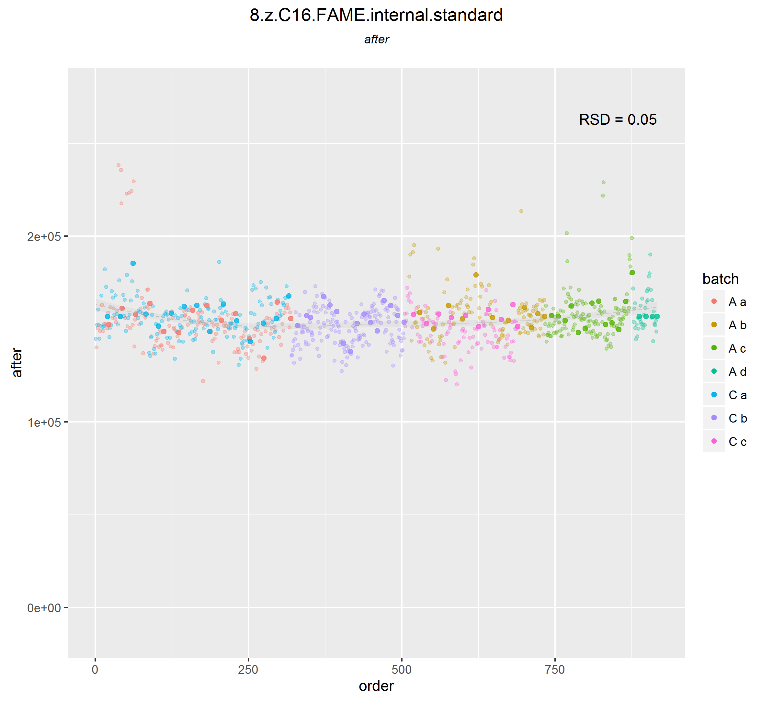 8.z.C16.FAME.internal.standard
after
RSD = 0.05
2e+05
1e+05
0e+00
after
0
250
500
750
order
batch
A a
A b
A c
A d
C a
C b
C c